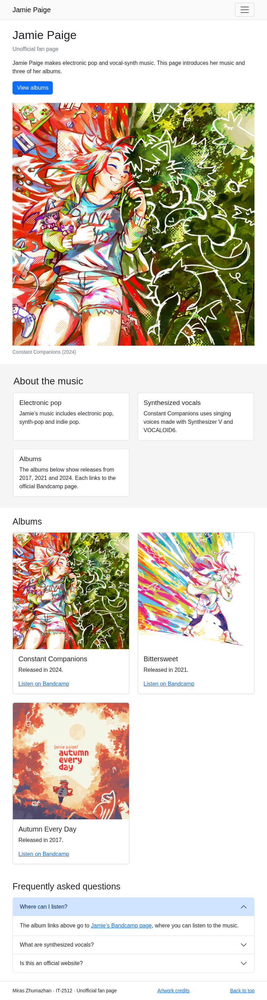 Jamie Paige
Jamie Paige
Unofficial fan page
Jamie Paige makes electronic pop and vocal-synth music. This page introduces her music and
three of her albums.
View albums
Constant Companions (2024)
About the music
Electronic pop
Jamie’s music includes electronic pop,
synth-pop and indie pop.
Synthesized vocals
Constant Companions uses singing
voices made with Synthesizer V and
VOCALOID6.
Albums
The albums below show releases from
2017, 2021 and 2024. Each links to the
official Bandcamp page.
Albums
Constant Companions
Released in 2024.
Listen on Bandcamp
Bittersweet
Released in 2021.
Listen on Bandcamp
jamie paige!
autumn
every
day
Autumn Every Day
Released in 2017.
Listen on Bandcamp
Frequently asked questions
Where can I listen?
The album links above go to Jamie’s Bandcamp page, where you can listen to the music.
What are synthesized vocals?
Is this an official website?
Miras Zhumazhan · IT-2512 · Unofficial fan page
Artwork credits
Back to top